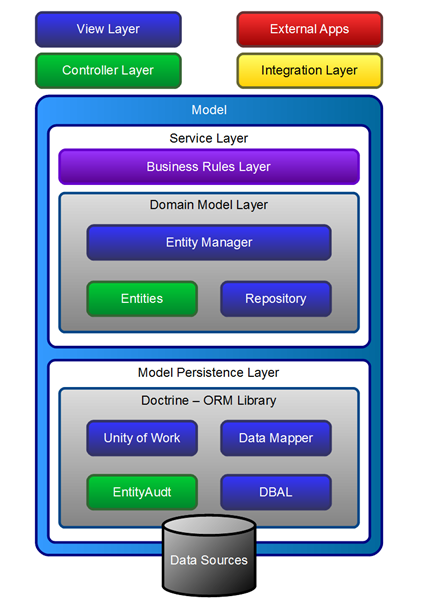 View Layer
External Apps
Controller Layer
Integration Layer
Model
Service Layer
Business Rules Layer
Domain Model Layer
Entity Manager
Entities
Repository
Model Persistence Layer
Doctrine – ORM Library
Unity of Work
Data Mapper
EntityAudt
DBAL
Data Sources